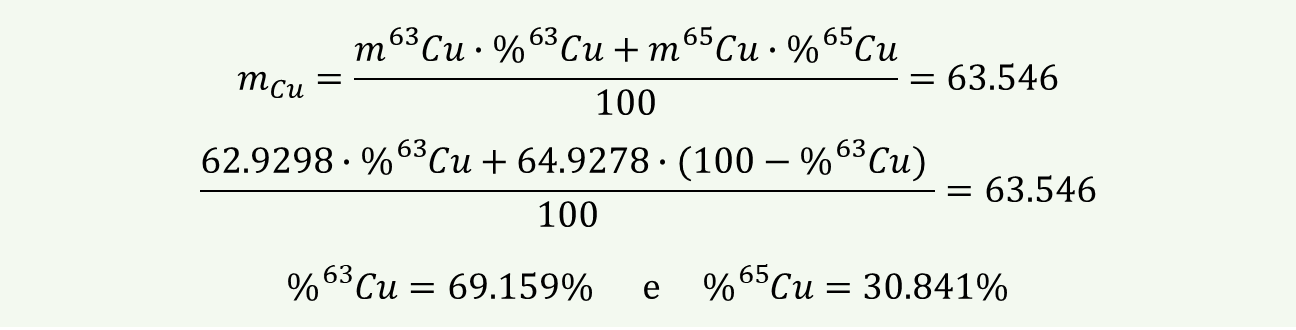 m_Cu = (m⁶³Cu · %⁶³Cu + m⁶⁵Cu · %⁶⁵Cu) / 100 = 63.546
(62.9298 · %⁶³Cu + 64.9278 · (100 − %⁶³Cu)) / 100 = 63.546
%⁶³Cu = 69.159% e %⁶⁵Cu = 30.841%